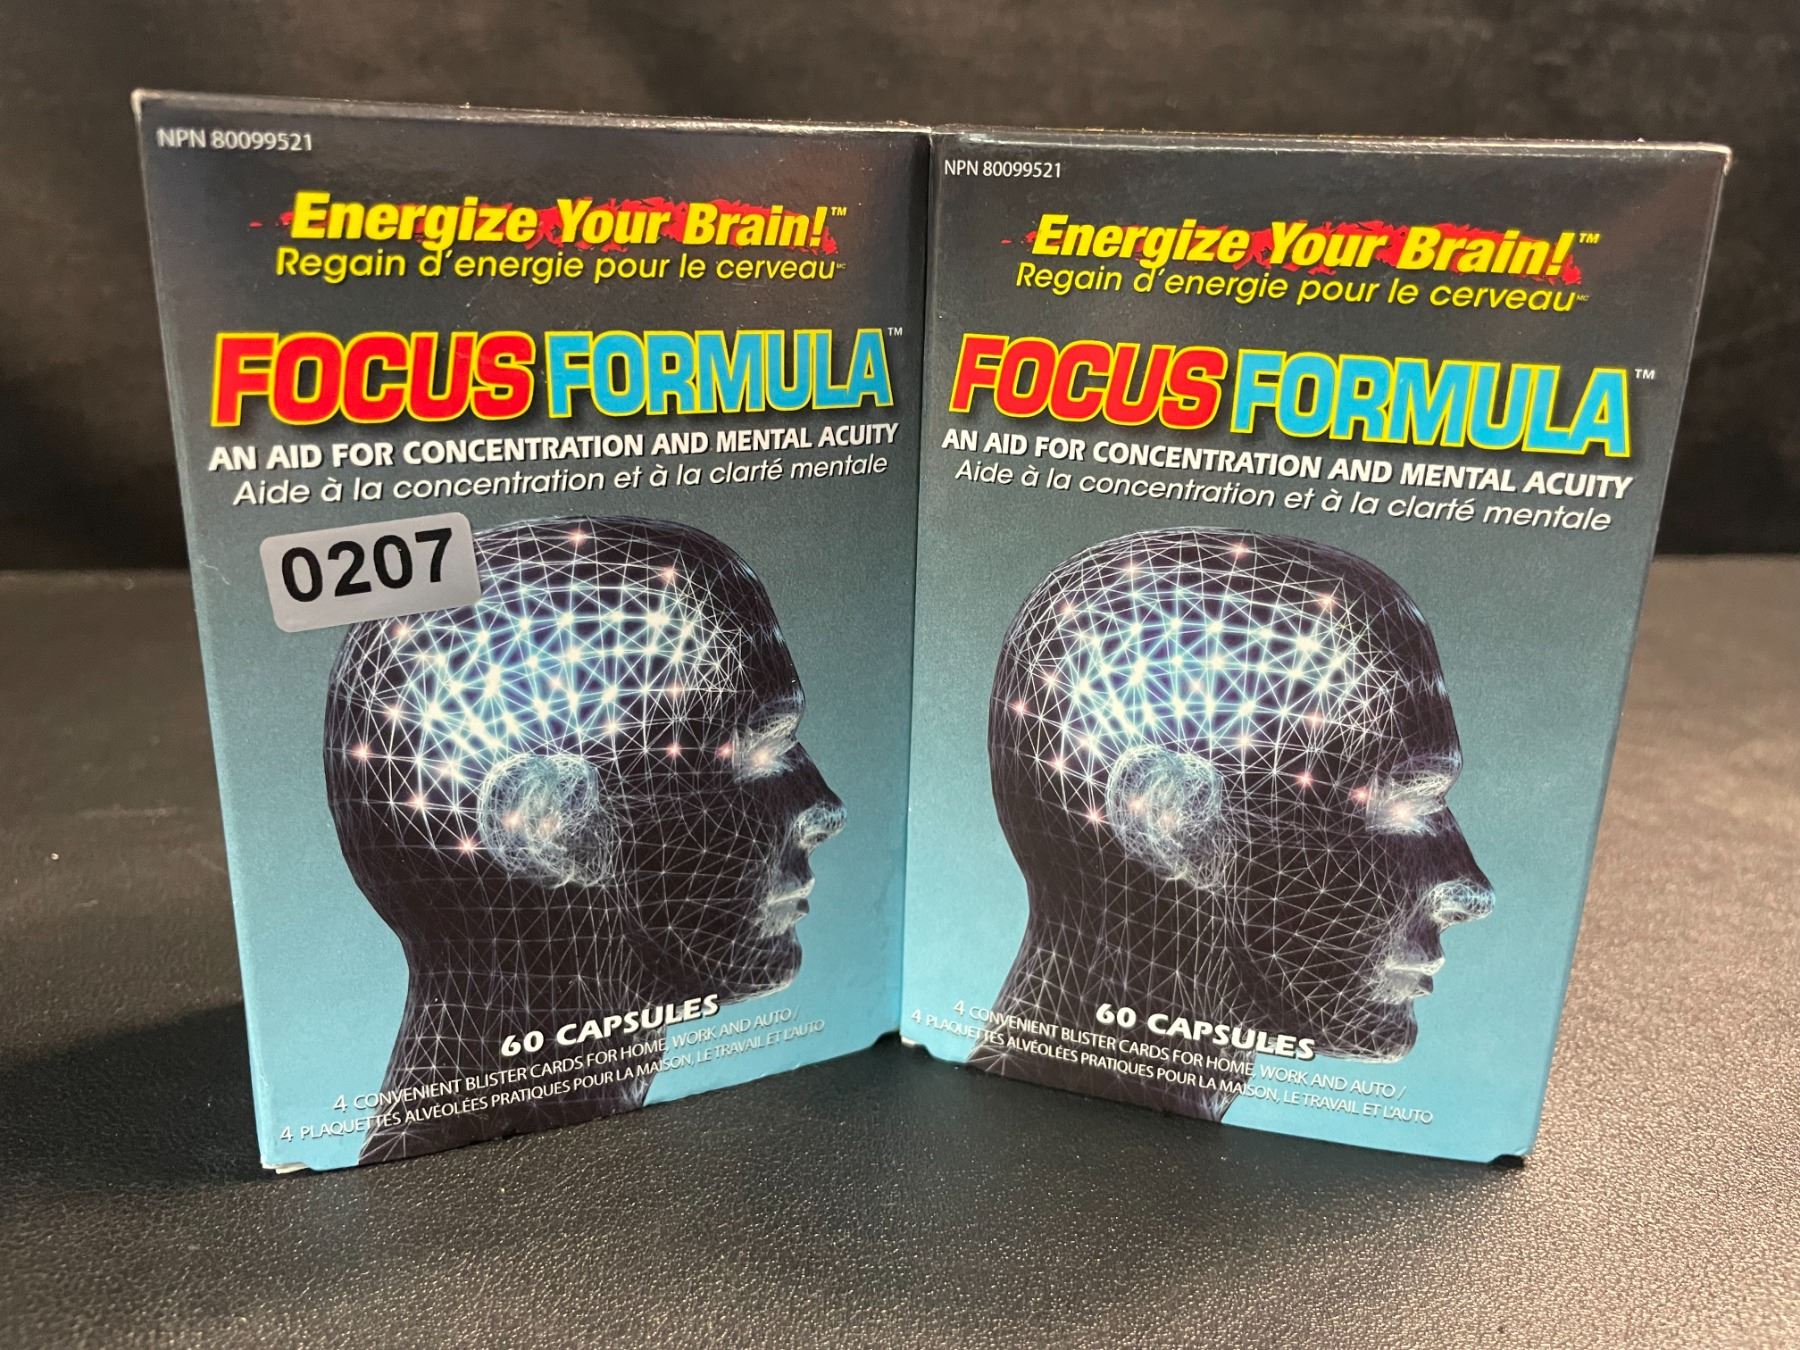 NPN 80099521
Energize Your Brain!™
Regain d'energie pour le cerveau MC
FOCUS FORMULA™
AN AID FOR CONCENTRATION AND MENTAL ACUITY
Aide à la concentration et à la clarté mentale
0207
60 CAPSULES
4 CONVENIENT BLISTER CARDS FOR HOME, WORK AND AUTO /
4 PLAQUETTES ALVÉOLÉES PRATIQUES POUR LA MAISON, LE TRAVAIL ET L'AUTO
NPN 80099521
Energize Your Brain!™
Regain d'energie pour le cerveau MC
FOCUS FORMULA™
AN AID FOR CONCENTRATION AND MENTAL ACUITY
Aide à la concentration et à la clarté mentale
60 CAPSULES
4 CONVENIENT BLISTER CARDS FOR HOME, WORK AND AUTO /
4 PLAQUETTES ALVÉOLÉES PRATIQUES POUR LA MAISON, LE TRAVAIL ET L'AUTO